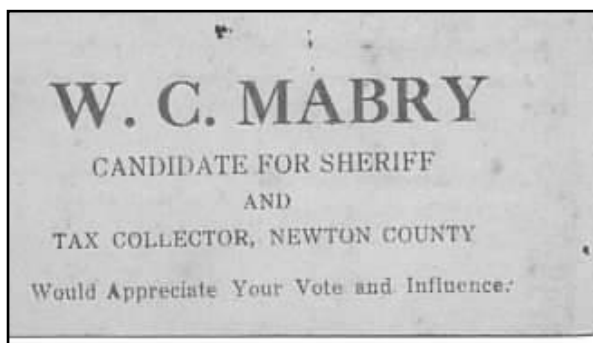 W. C. MABRY
CANDIDATE FOR SHERIFF
AND
TAX COLLECTOR, NEWTON COUNTY
Would Appreciate Your Vote and Influence.